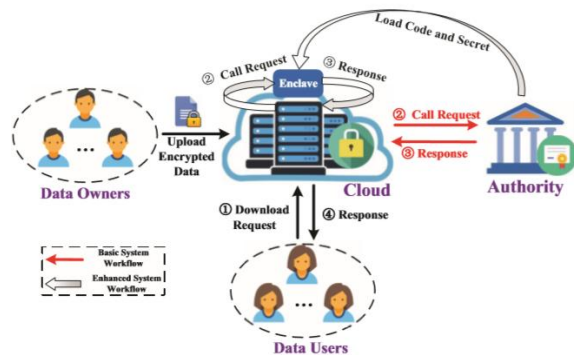 Load Code and Secret
② Call Request
③ Response
Enclave
② Call Request
③ Response
Upload
Encrypted
Data
Data Owners
Cloud
Authority
① Download
Request
④ Response
Basic System
Workflow
Enhanced System
Workflow
...
...
Data Users